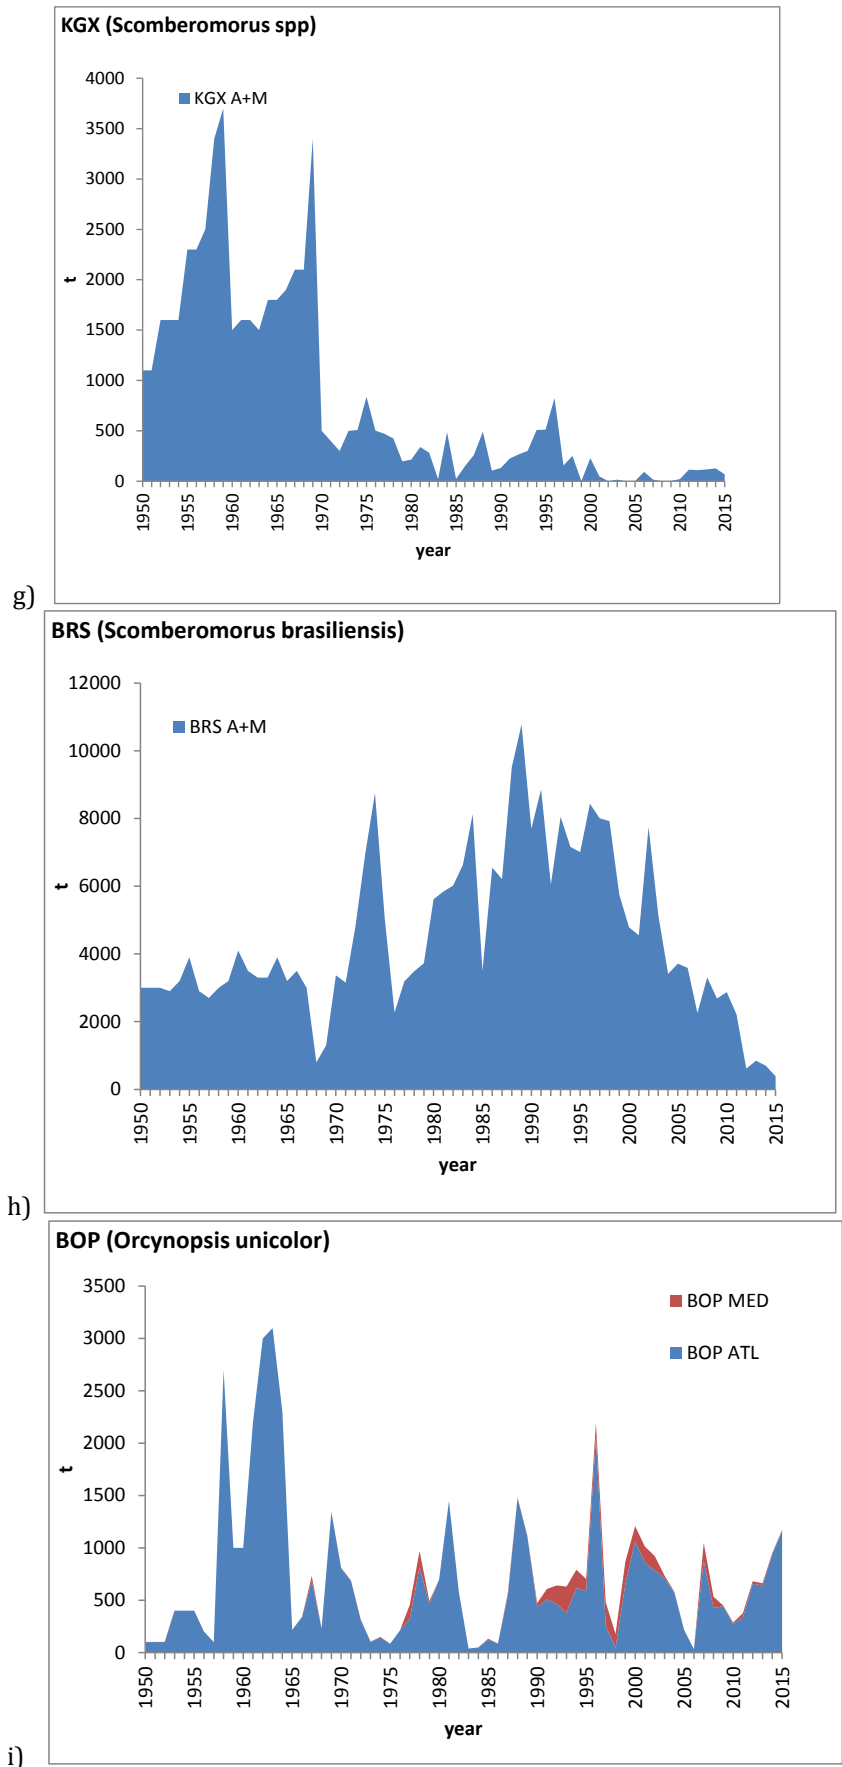 KGX (Scomberomorus spp)
4000
3500
3000
2500
2000
1500
1000
500
0
KGX A+M
t
1950 1955 1960 1965 1970 1975 1980 1985 1990 1995 2000 2005 2010 2015
year
g)
BRS (Scomberomorus brasiliensis)
12000
10000
8000
6000
4000
2000
0
BRS A+M
t
1950 1955 1960 1965 1970 1975 1980 1985 1990 1995 2000 2005 2010 2015
year
h)
BOP (Orcynopsis unicolor)
3500
3000
2500
2000
1500
1000
500
0
BOP MED
BOP ATL
t
1950 1955 1960 1965 1970 1975 1980 1985 1990 1995 2000 2005 2010 2015
year
i)